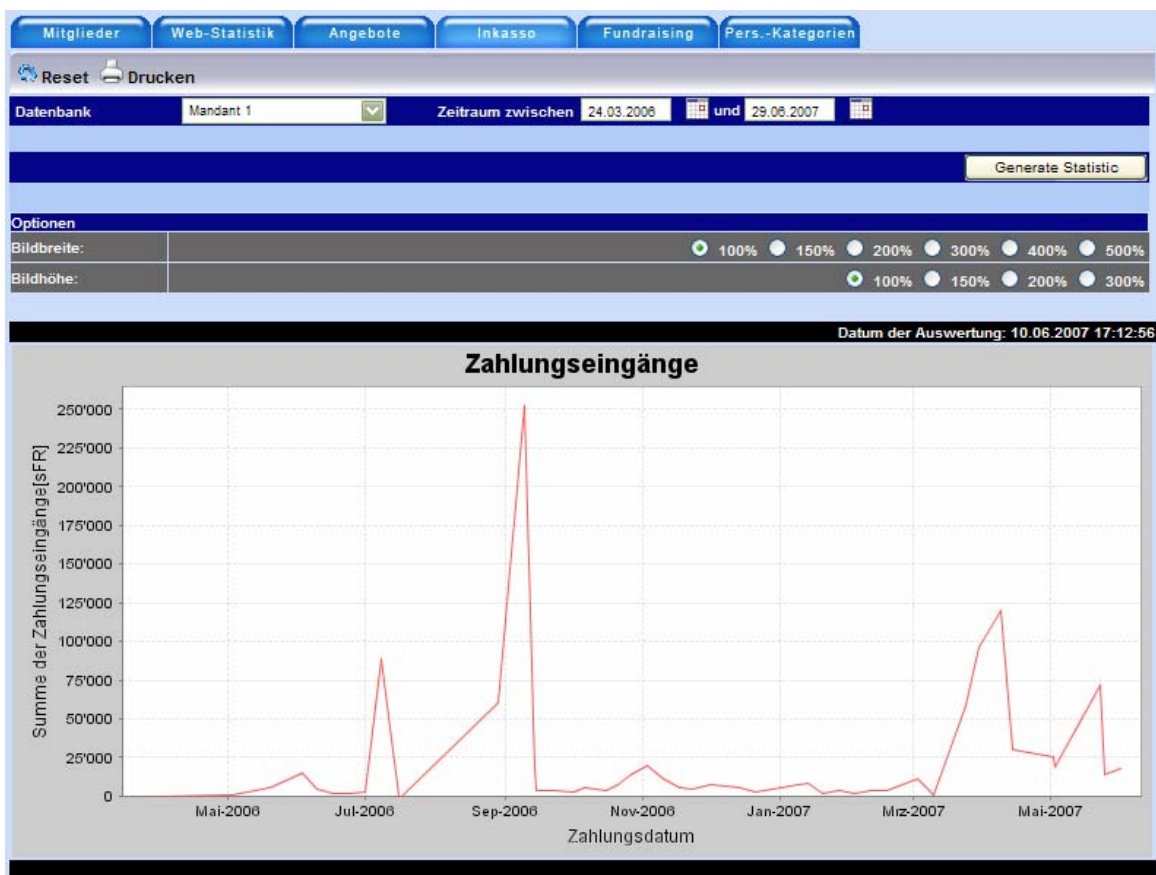 Mitglieder Web-Statistik Angebote Inkasso Fundraising Pers.-Kategorien
Reset Drucken
Datenbank Mandant 1 Zeitraum zwischen 24.03.2006 und 29.06.2007
Generate Statistic
Optionen
Bildbreite: 100% 150% 200% 300% 400% 500%
Bildhöhe: 100% 150% 200% 300%
Datum der Auswertung: 10.06.2007 17:12:56
Zahlungseingänge
Summe der Zahlungseingänge[sFR]
250'000
225'000
200'000
175'000
150'000
125'000
100'000
75'000
50'000
25'000
0
Mai-2006 Jul-2006 Sep-2006 Nov-2006 Jan-2007 Mrz-2007 Mai-2007
Zahlungsdatum